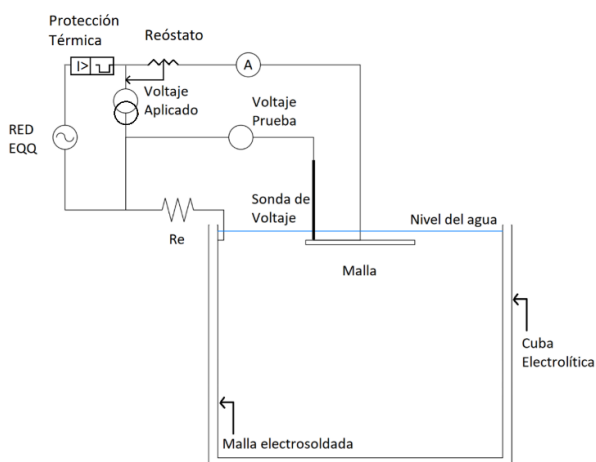 Protección
Térmica
Reóstato
A
Voltaje
Aplicado
Voltaje
Prueba
RED
EQQ
I>
Sonda de
Voltaje
Nivel del agua
Re
Malla
Cuba
Electrolítica
Malla electrosoldada